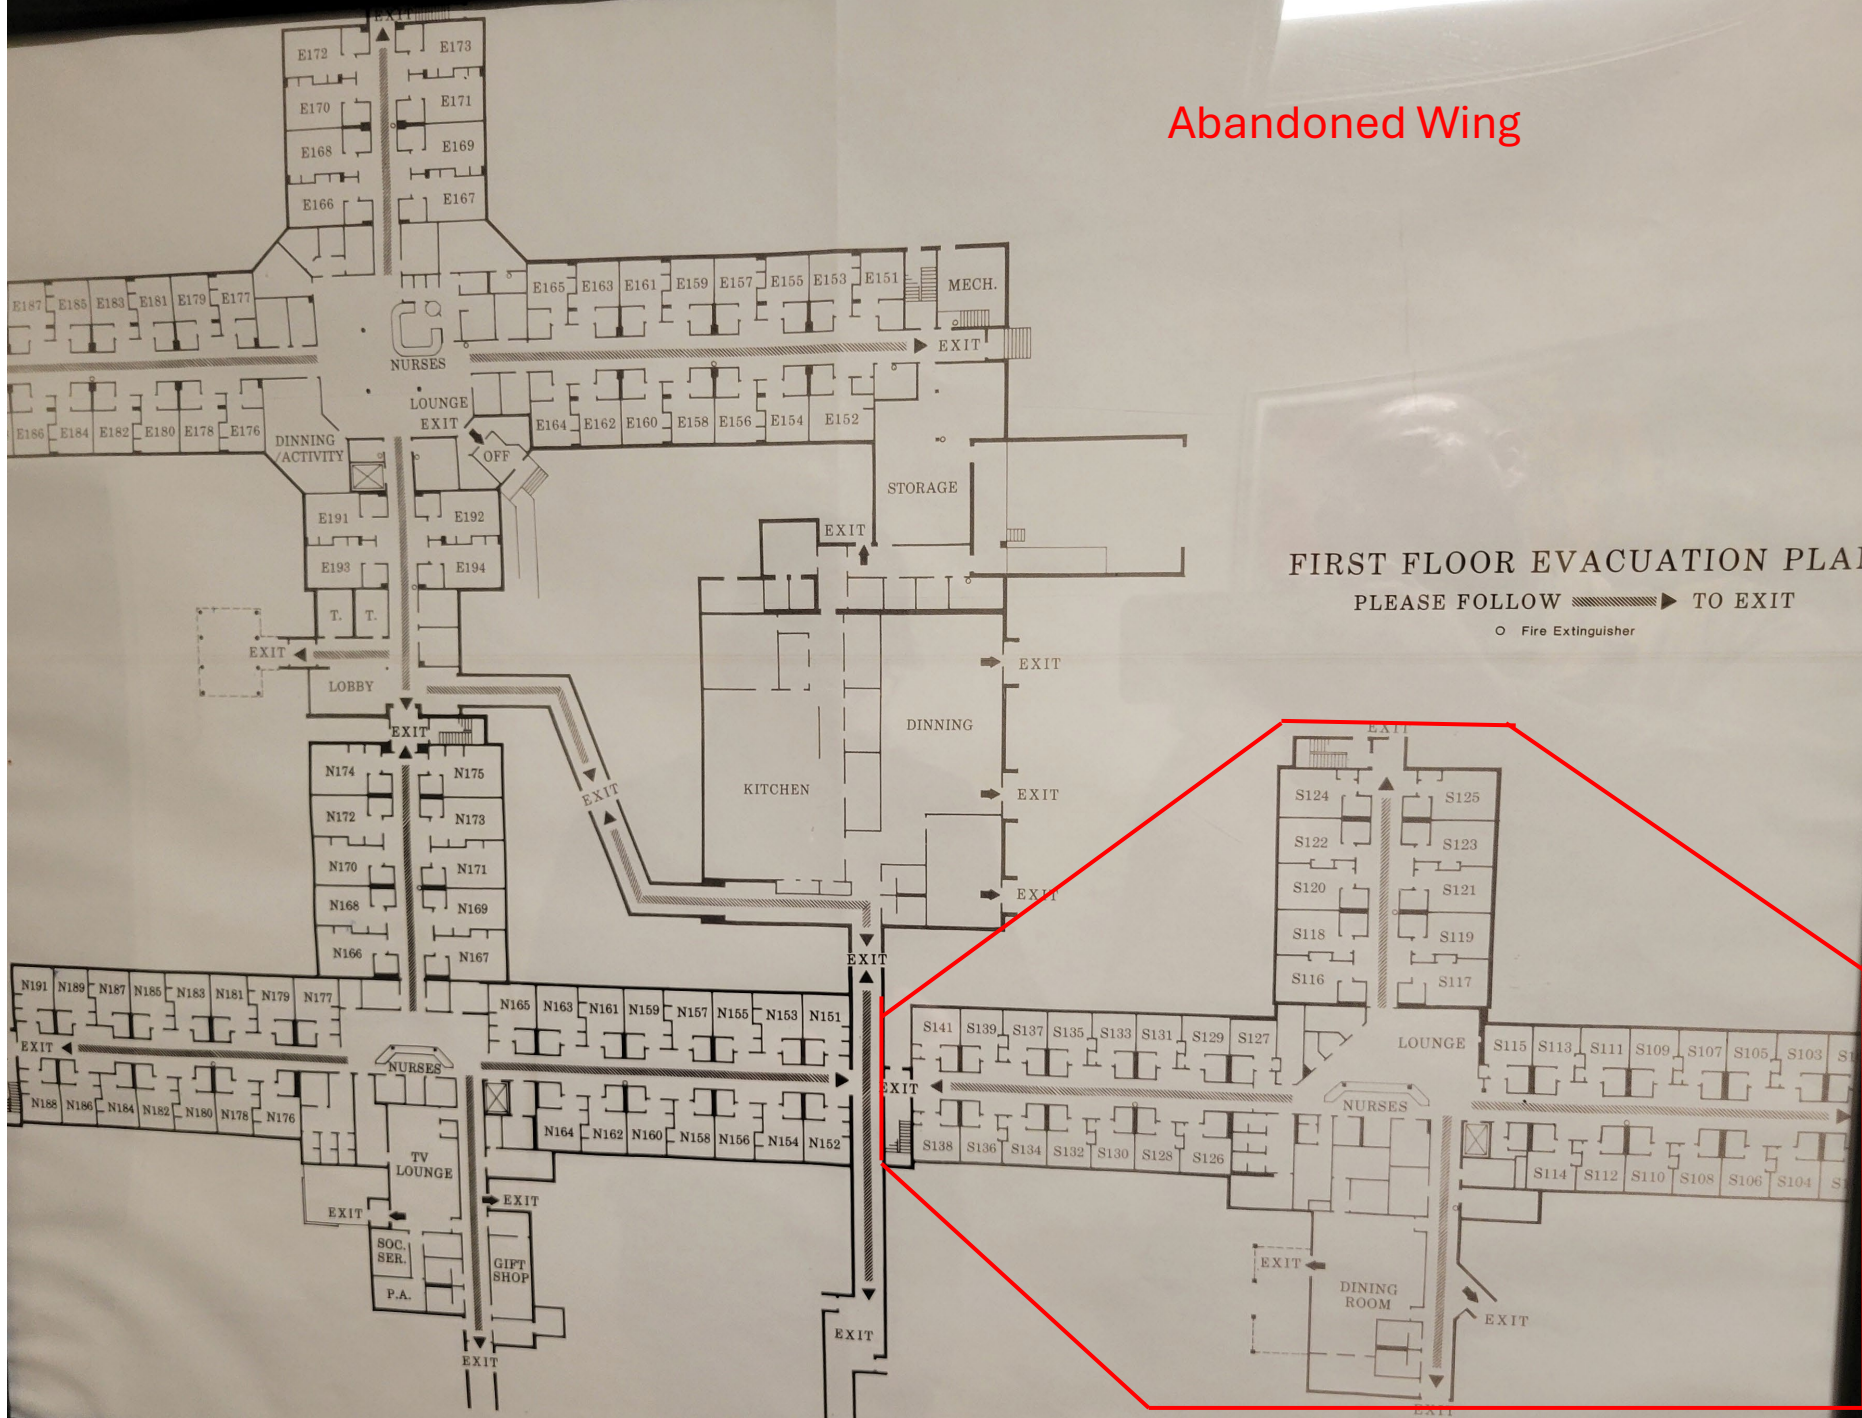 EXIT
E172
E173
E170
E171
E168
E169
E166
E167
Abandoned Wing
E187 E185 E183 E181 E179 E177
E165 E163 E161 E159 E157 E155 E153 E151
MECH.
EXIT
NURSES
LOUNGE
EXIT
OFF
E186 E184 E182 E180 E178 E176
DINNING
/ACTIVITY
E164 E162 E160 E158 E156 E154 E152
STORAGE
EXIT
E191
E192
E193
E194
T. T.
EXIT
LOBBY
EXIT
FIRST FLOOR EVACUATION
PLEASE FOLLOW TO EXIT
Fire Extinguisher
EXIT
DINNING
EXIT
KITCHEN
EXIT
EXIT
N174
N175
N172
N173
N170
N171
N168
N169
N166
N167
EXIT
EXIT
S124
S125
S122
S123
S120
S121
S118
S119
S116
S117
N191 N189 N187 N185 N183 N181 N179 N177
N165 N163 N161 N159 N157 N155 N153 N151
EXIT
NURSES
N188 N186 N184 N182 N180 N178 N176
N164 N162 N160 N158 N156 N154 N152
EXIT
S141 S139 S137 S135 S133 S131 S129 S127
LOUNGE
S115 S113 S111 S109 S107 S105 S103
NURSES
S138 S136 S134 S132 S130 S128 S126
S114 S112 S110 S108 S106 S104
TV
LOUNGE
EXIT
EXIT
SOC.
SER.
GIFT
SHOP
P.A.
EXIT
EXIT
EXIT
DINING
ROOM
EXIT
EXIT